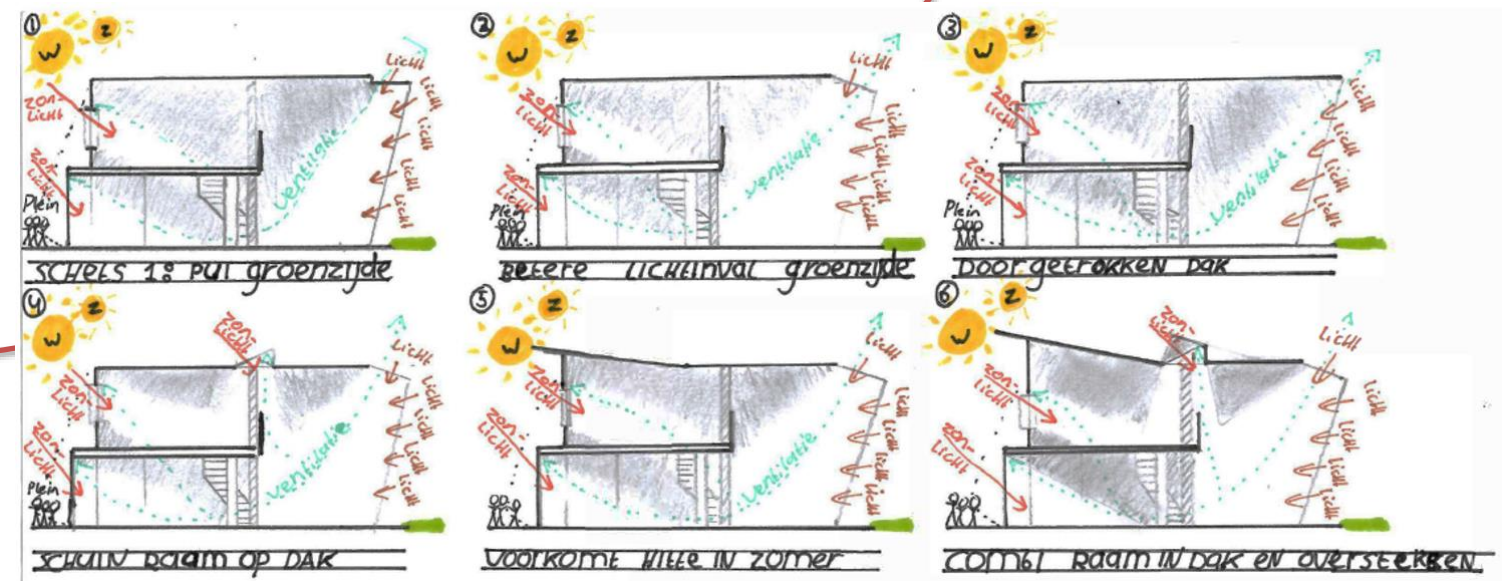 1
W
Z
zon-
Licht
zon-
Licht
Plein
ventilatie
Licht
Licht
Licht
Licht
Licht
Licht
SCHETS 1: PUI groenzijde
2
W
Z
zon-
Licht
zon-
Licht
Plein
ventilatie
Licht
Licht
Licht
Licht
Licht
BETERE LICHTINVAL groenzijde
3
W
Z
zon-
Licht
zon-
Licht
Plein
ventilatie
Licht
Licht
Licht
Licht
Licht
DOORGETROKKEN DAK
4
W
Z
zon-
Licht
zon-
Licht
zon-
Licht
Plein
ventilatie
Licht
Licht
Licht
Licht
Licht
SCHUIN RAAM OP DAK
5
W
Z
zon-
Licht
zon-
Licht
ventilatie
Licht
Licht
Licht
Licht
Licht
VOORKOMT HITTE IN ZOMER
6
W
Z
zon-
Licht
zon-
Licht
zon-
Licht
Licht
Licht
Licht
Licht
Licht
COMBI RAAM IN DAK EN OVERSTEKKEN